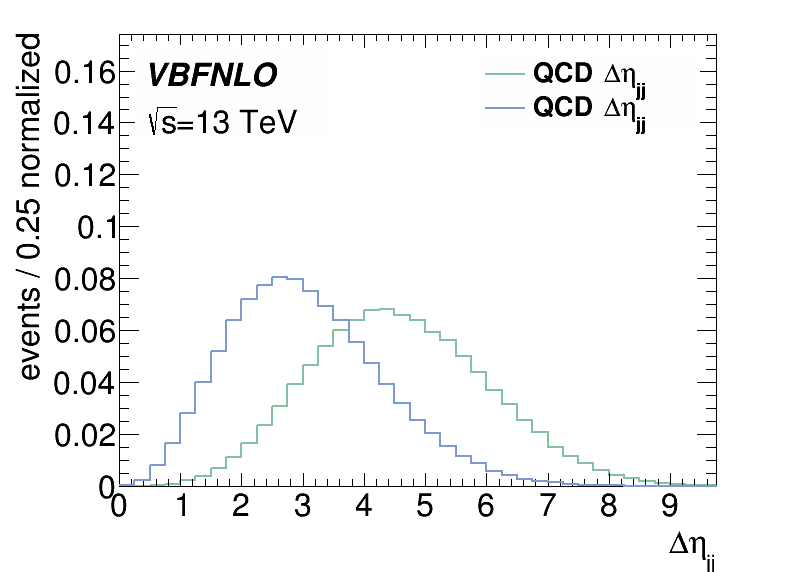 VBFNLO
√s=13 TeV
QCD Δηjj
QCD Δηjj
events / 0.25 normalized
0.16
0.14
0.12
0.1
0.08
0.06
0.04
0.02
0
0 1 2 3 4 5 6 7 8 9
Δηjj